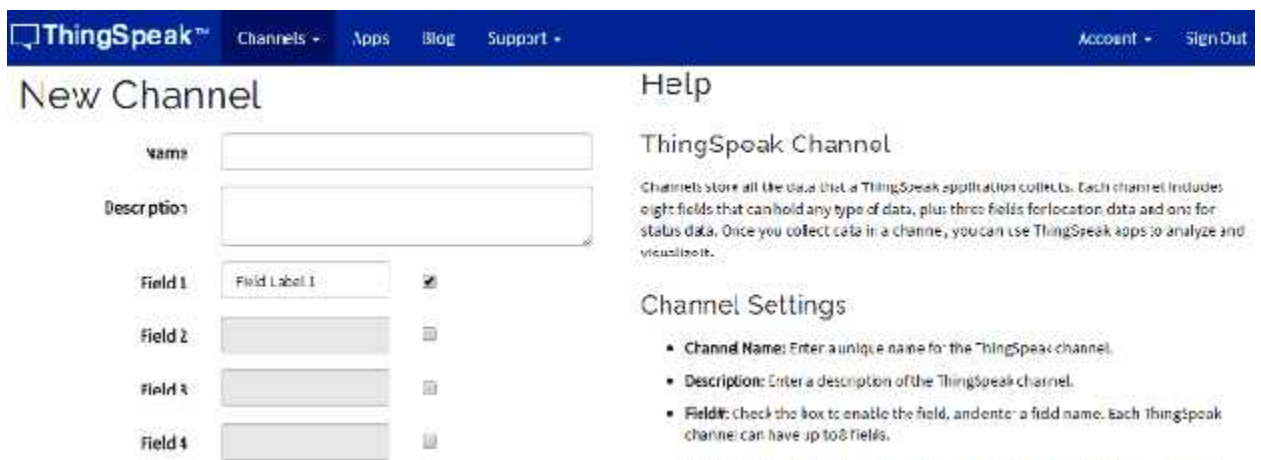 ThingSpeak™ Channels Apps Blog Support Account Sign Out
New Channel
Name
Description
Field 1 Field Label 1
Field 2
Field 3
Field 4
Help
ThingSpeak Channel
Channels store all the data that a ThingSpeak application collects. Each channel includes
eight fields that can hold any type of data, plus three fields for location data and one for
status data. Once you collect data in a channel, you can use ThingSpeak apps to analyze and
visualize it.
Channel Settings
• Channel Name: Enter a unique name for the ThingSpeak channel.
• Description: Enter a description of the ThingSpeak channel.
• Field#: Check the box to enable the field, and enter a field name. Each ThingSpeak
channel can have up to 8 fields.